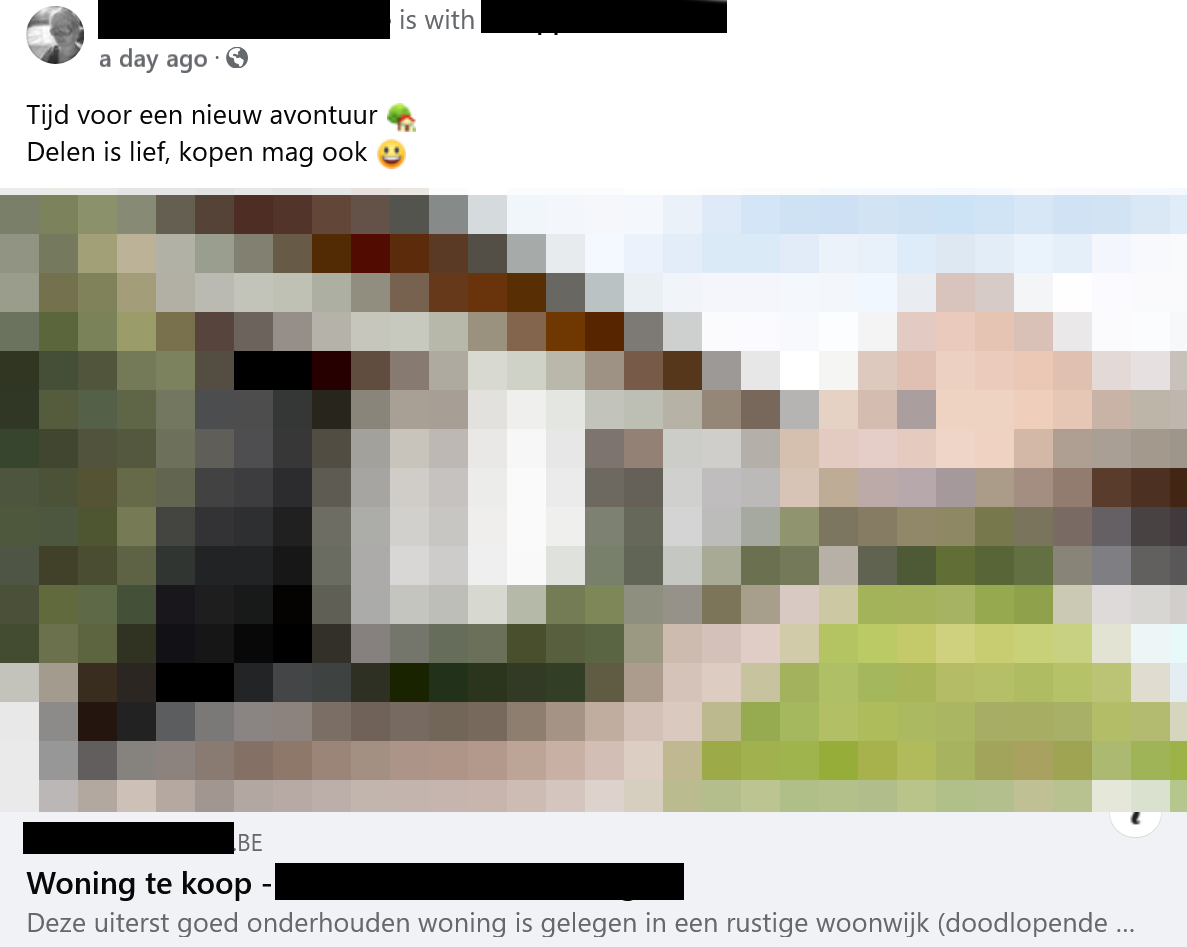 is with
a day ago ·
Tijd voor een nieuw avontuur 🏡
Delen is lief, kopen mag ook 😀
.BE
Woning te koop -
Deze uiterst goed onderhouden woning is gelegen in een rustige woonwijk (doodlopende ...